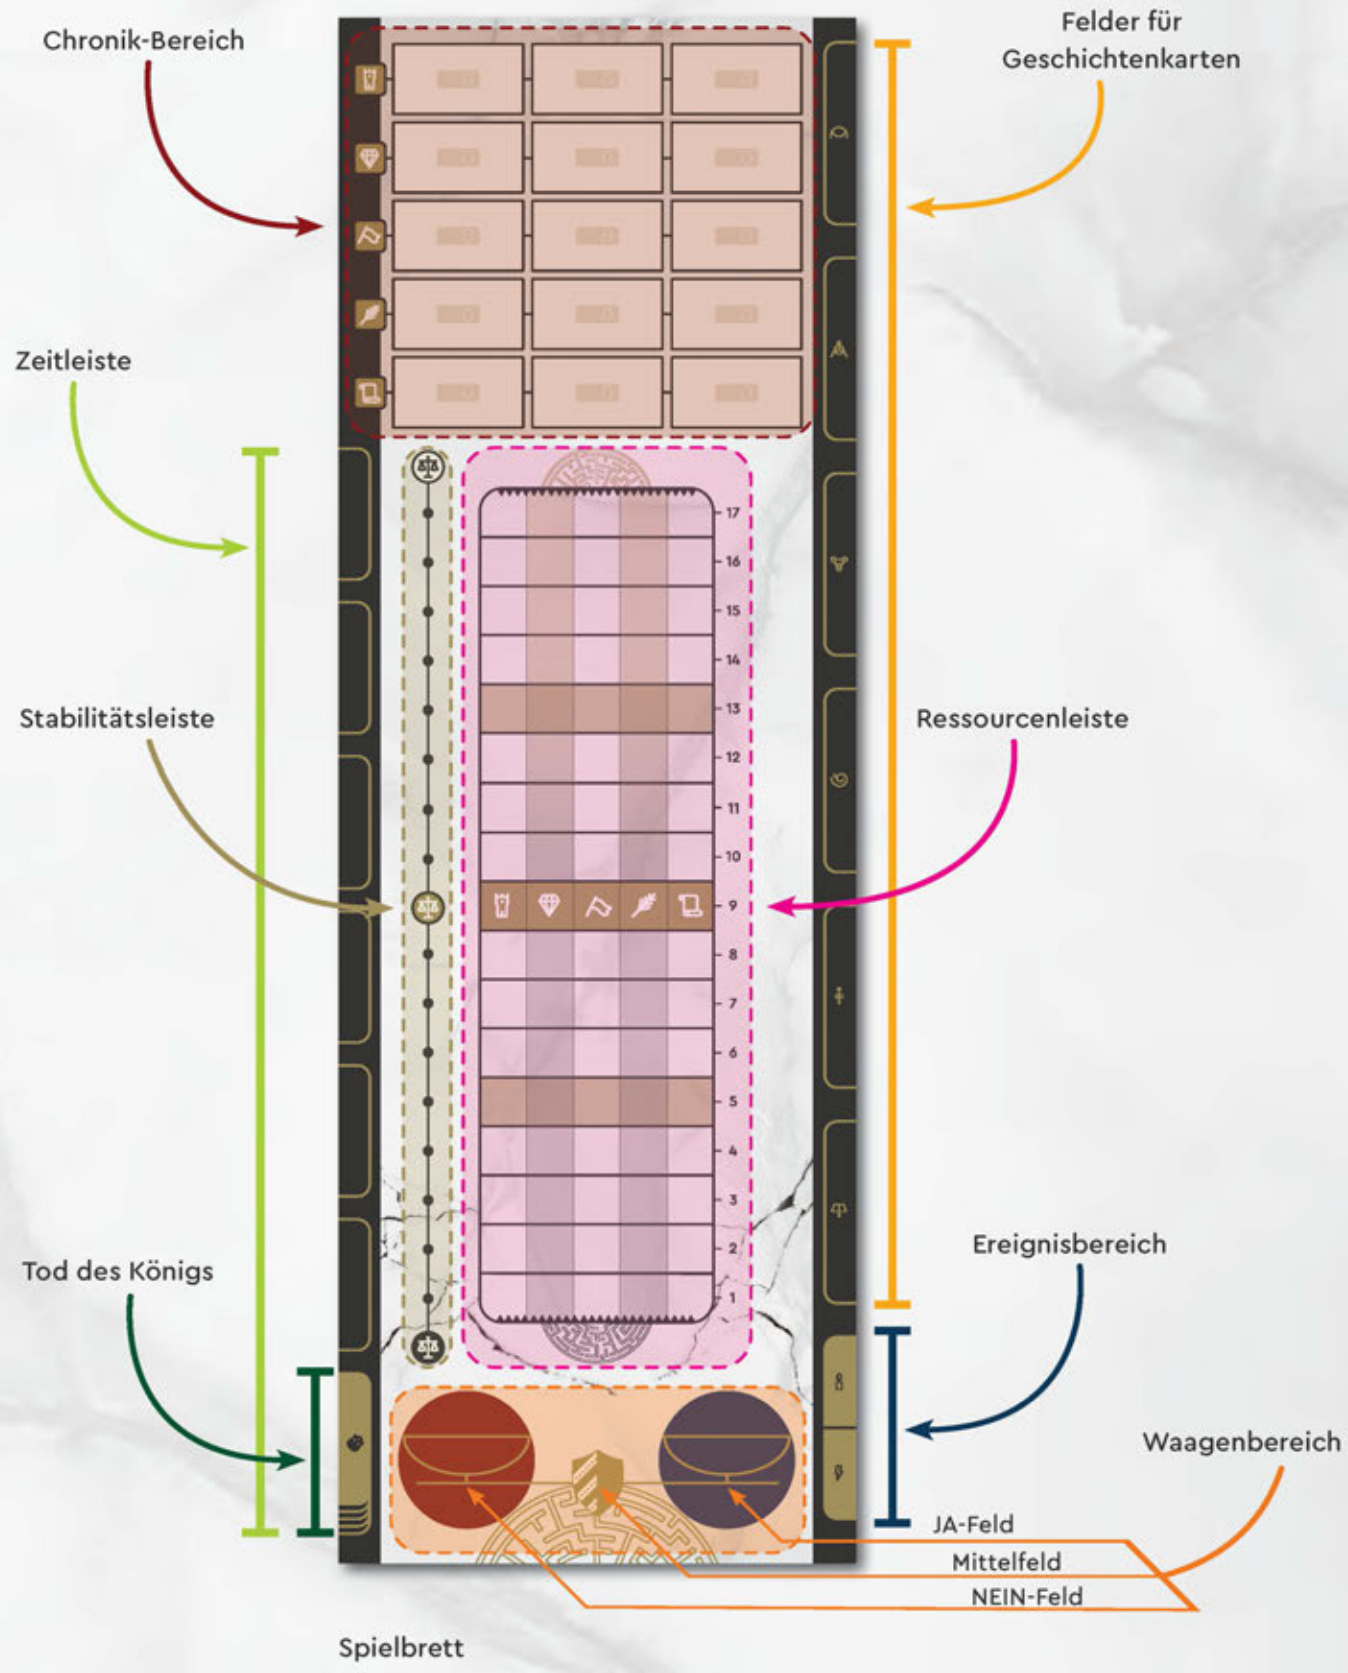 Chronik-Bereich
Felder für
Geschichtenkarten
Zeitleiste
Stabilitätsleiste
Ressourcenleiste
17
16
15
14
13
12
11
10
9
8
7
6
5
4
3
2
1
Tod des Königs
Ereignisbereich
Waagenbereich
JA-Feld
Mittelfeld
NEIN-Feld
Spielbrett